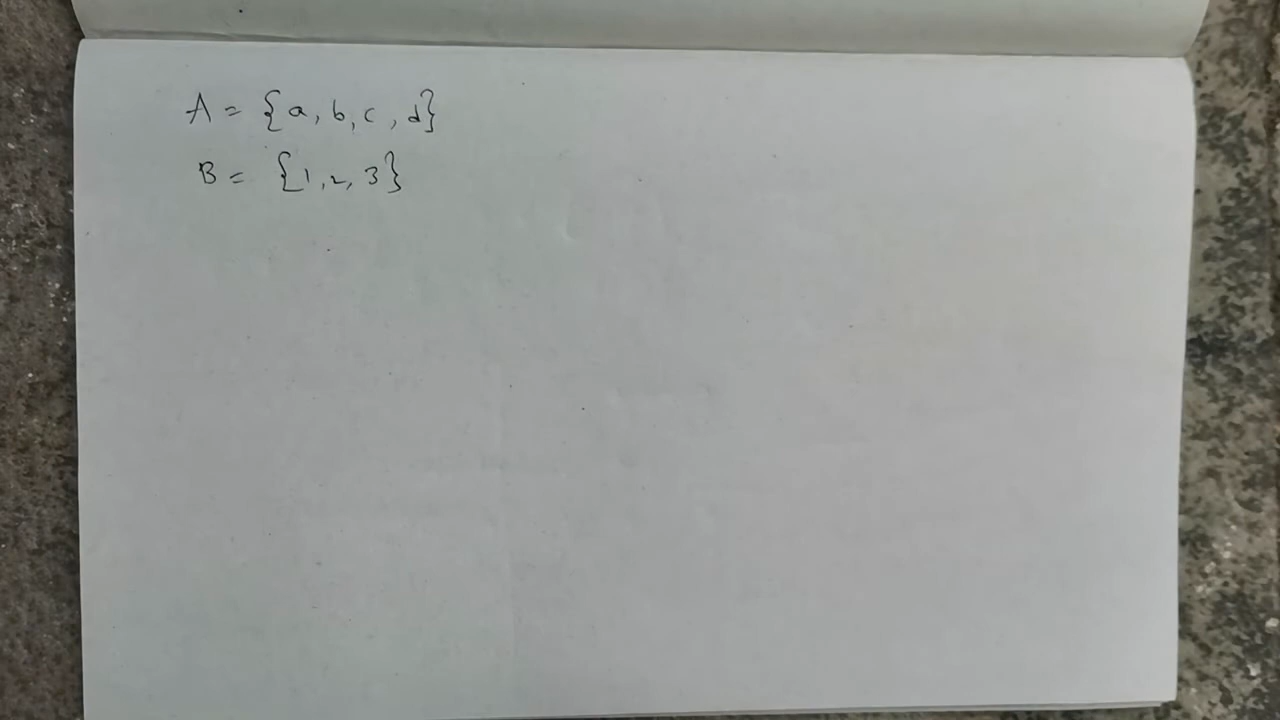 A = {a, b, c, d}
B = {1, 2, 3}